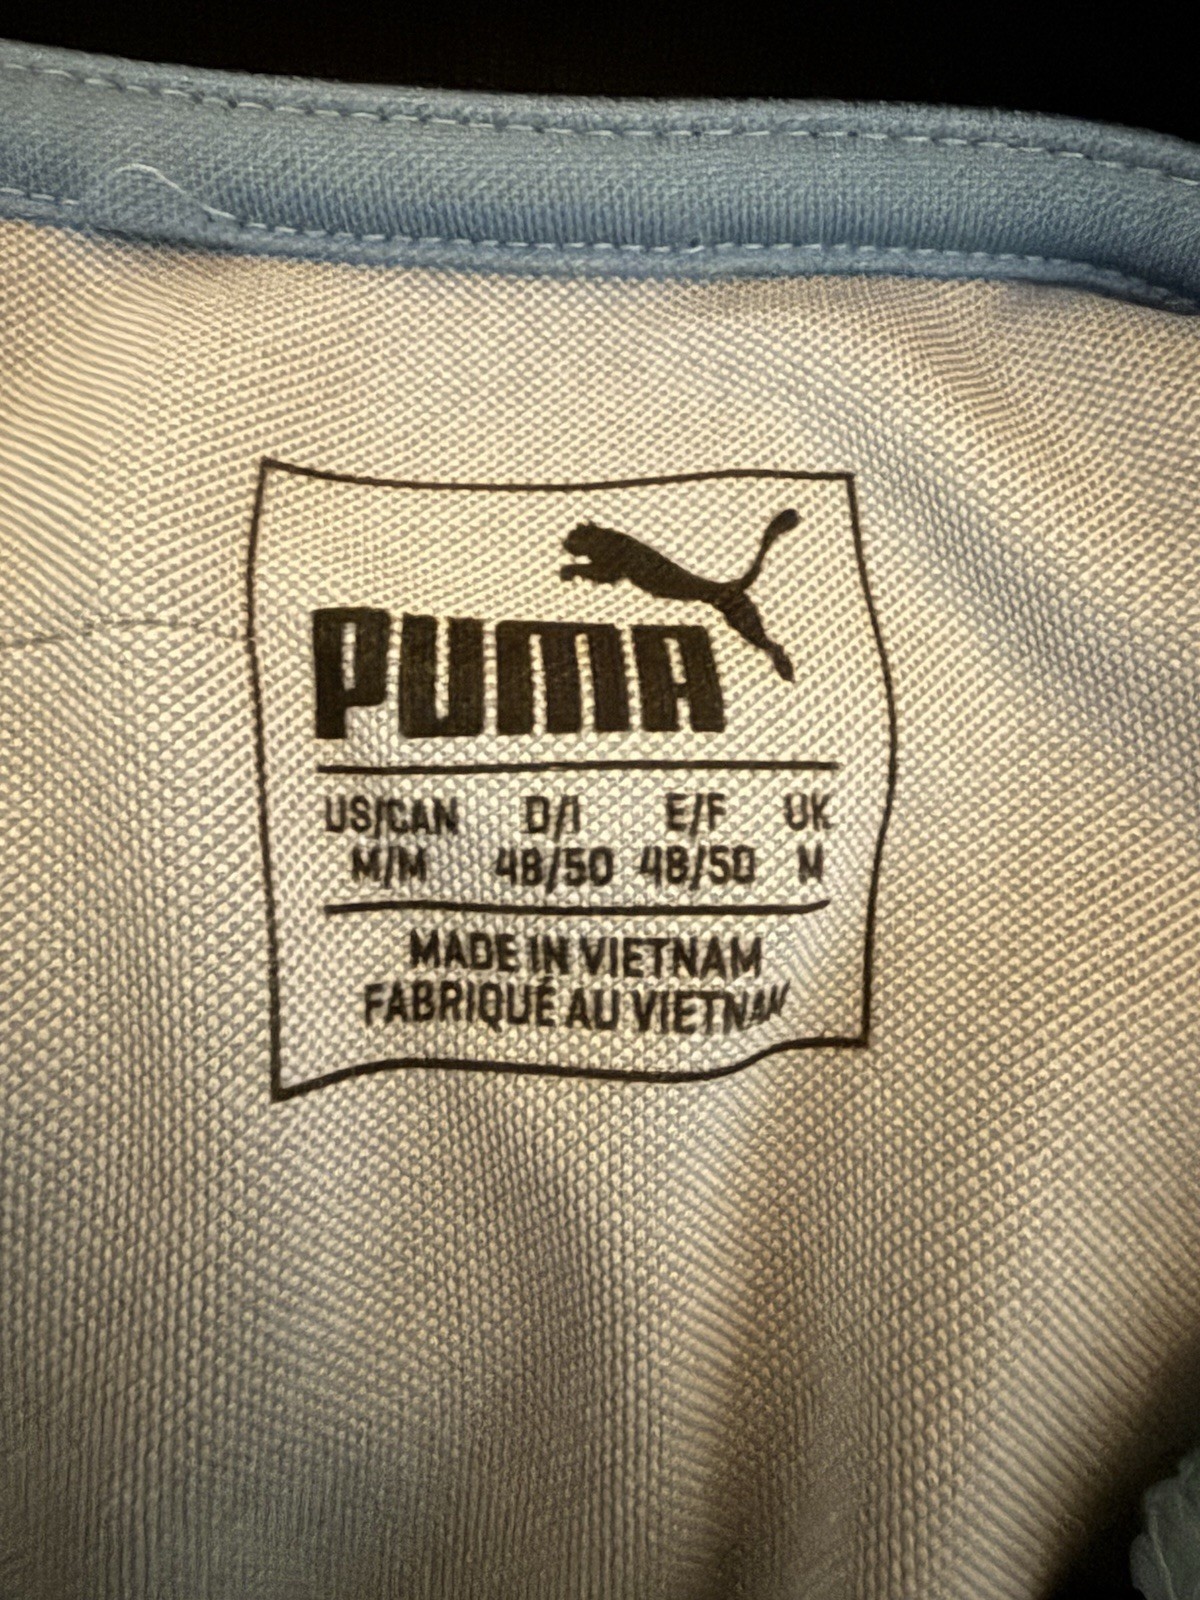 PUMA
US/CAN D/I E/F UK
M/M 48/50 48/50 M
MADE IN VIETNAM
FABRIQUÉ AU VIETNAM